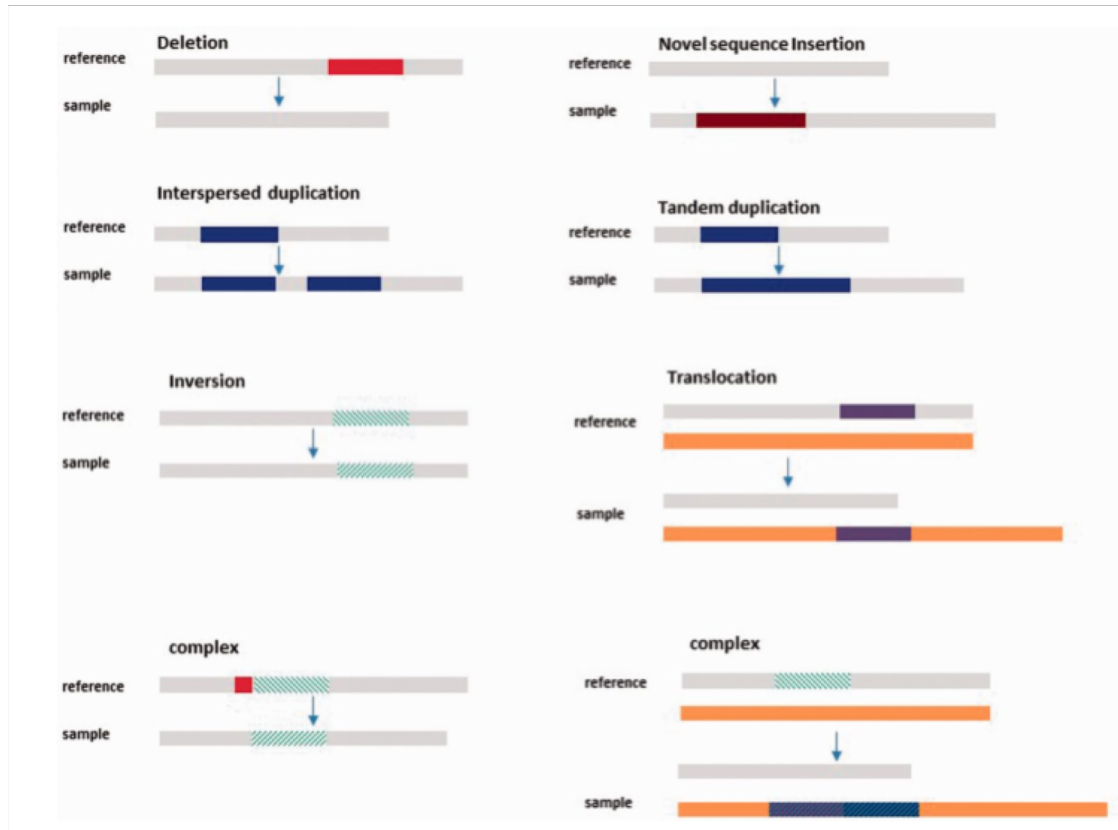 Deletion
reference
sample
Novel sequence Insertion
reference
sample
Interspersed duplication
reference
sample
Tandem duplication
reference
sample
Inversion
reference
sample
Translocation
reference
sample
complex
reference
sample
complex
reference
sample